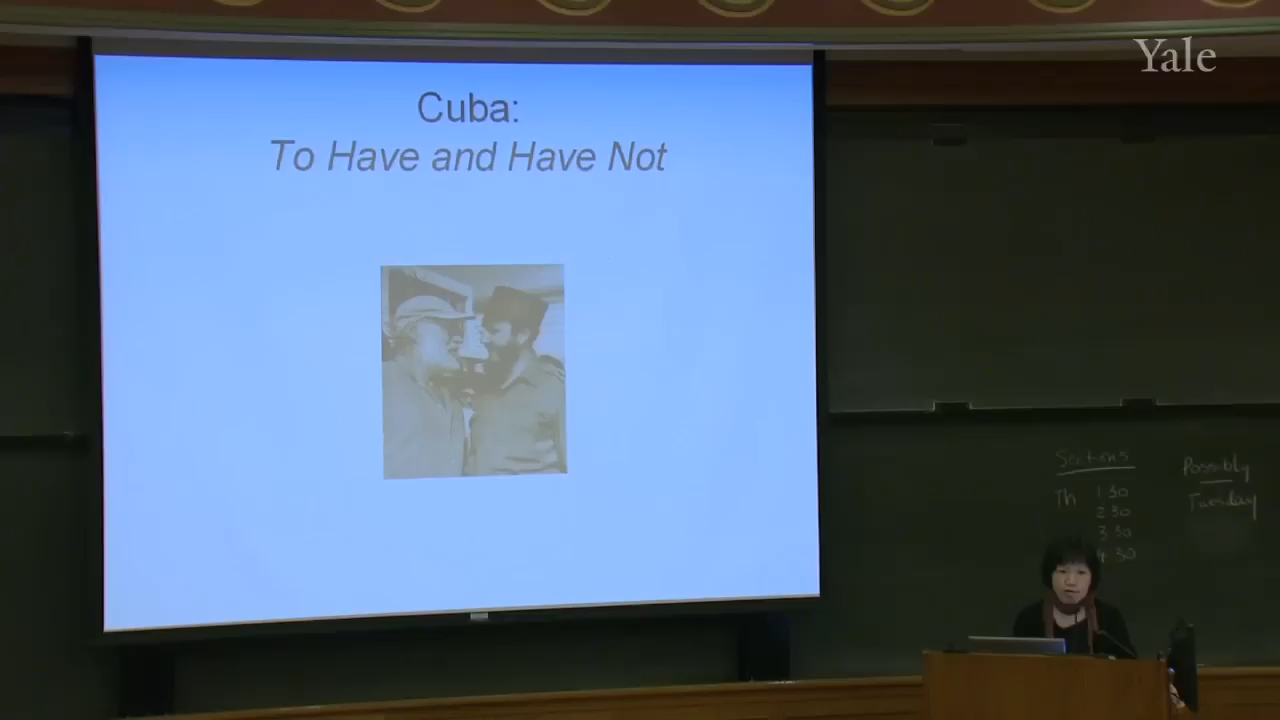 Yale
Cuba:
To Have and Have Not
Sections
Th 1 30
2 30
3 30
4 30
Possibly
Tuesday